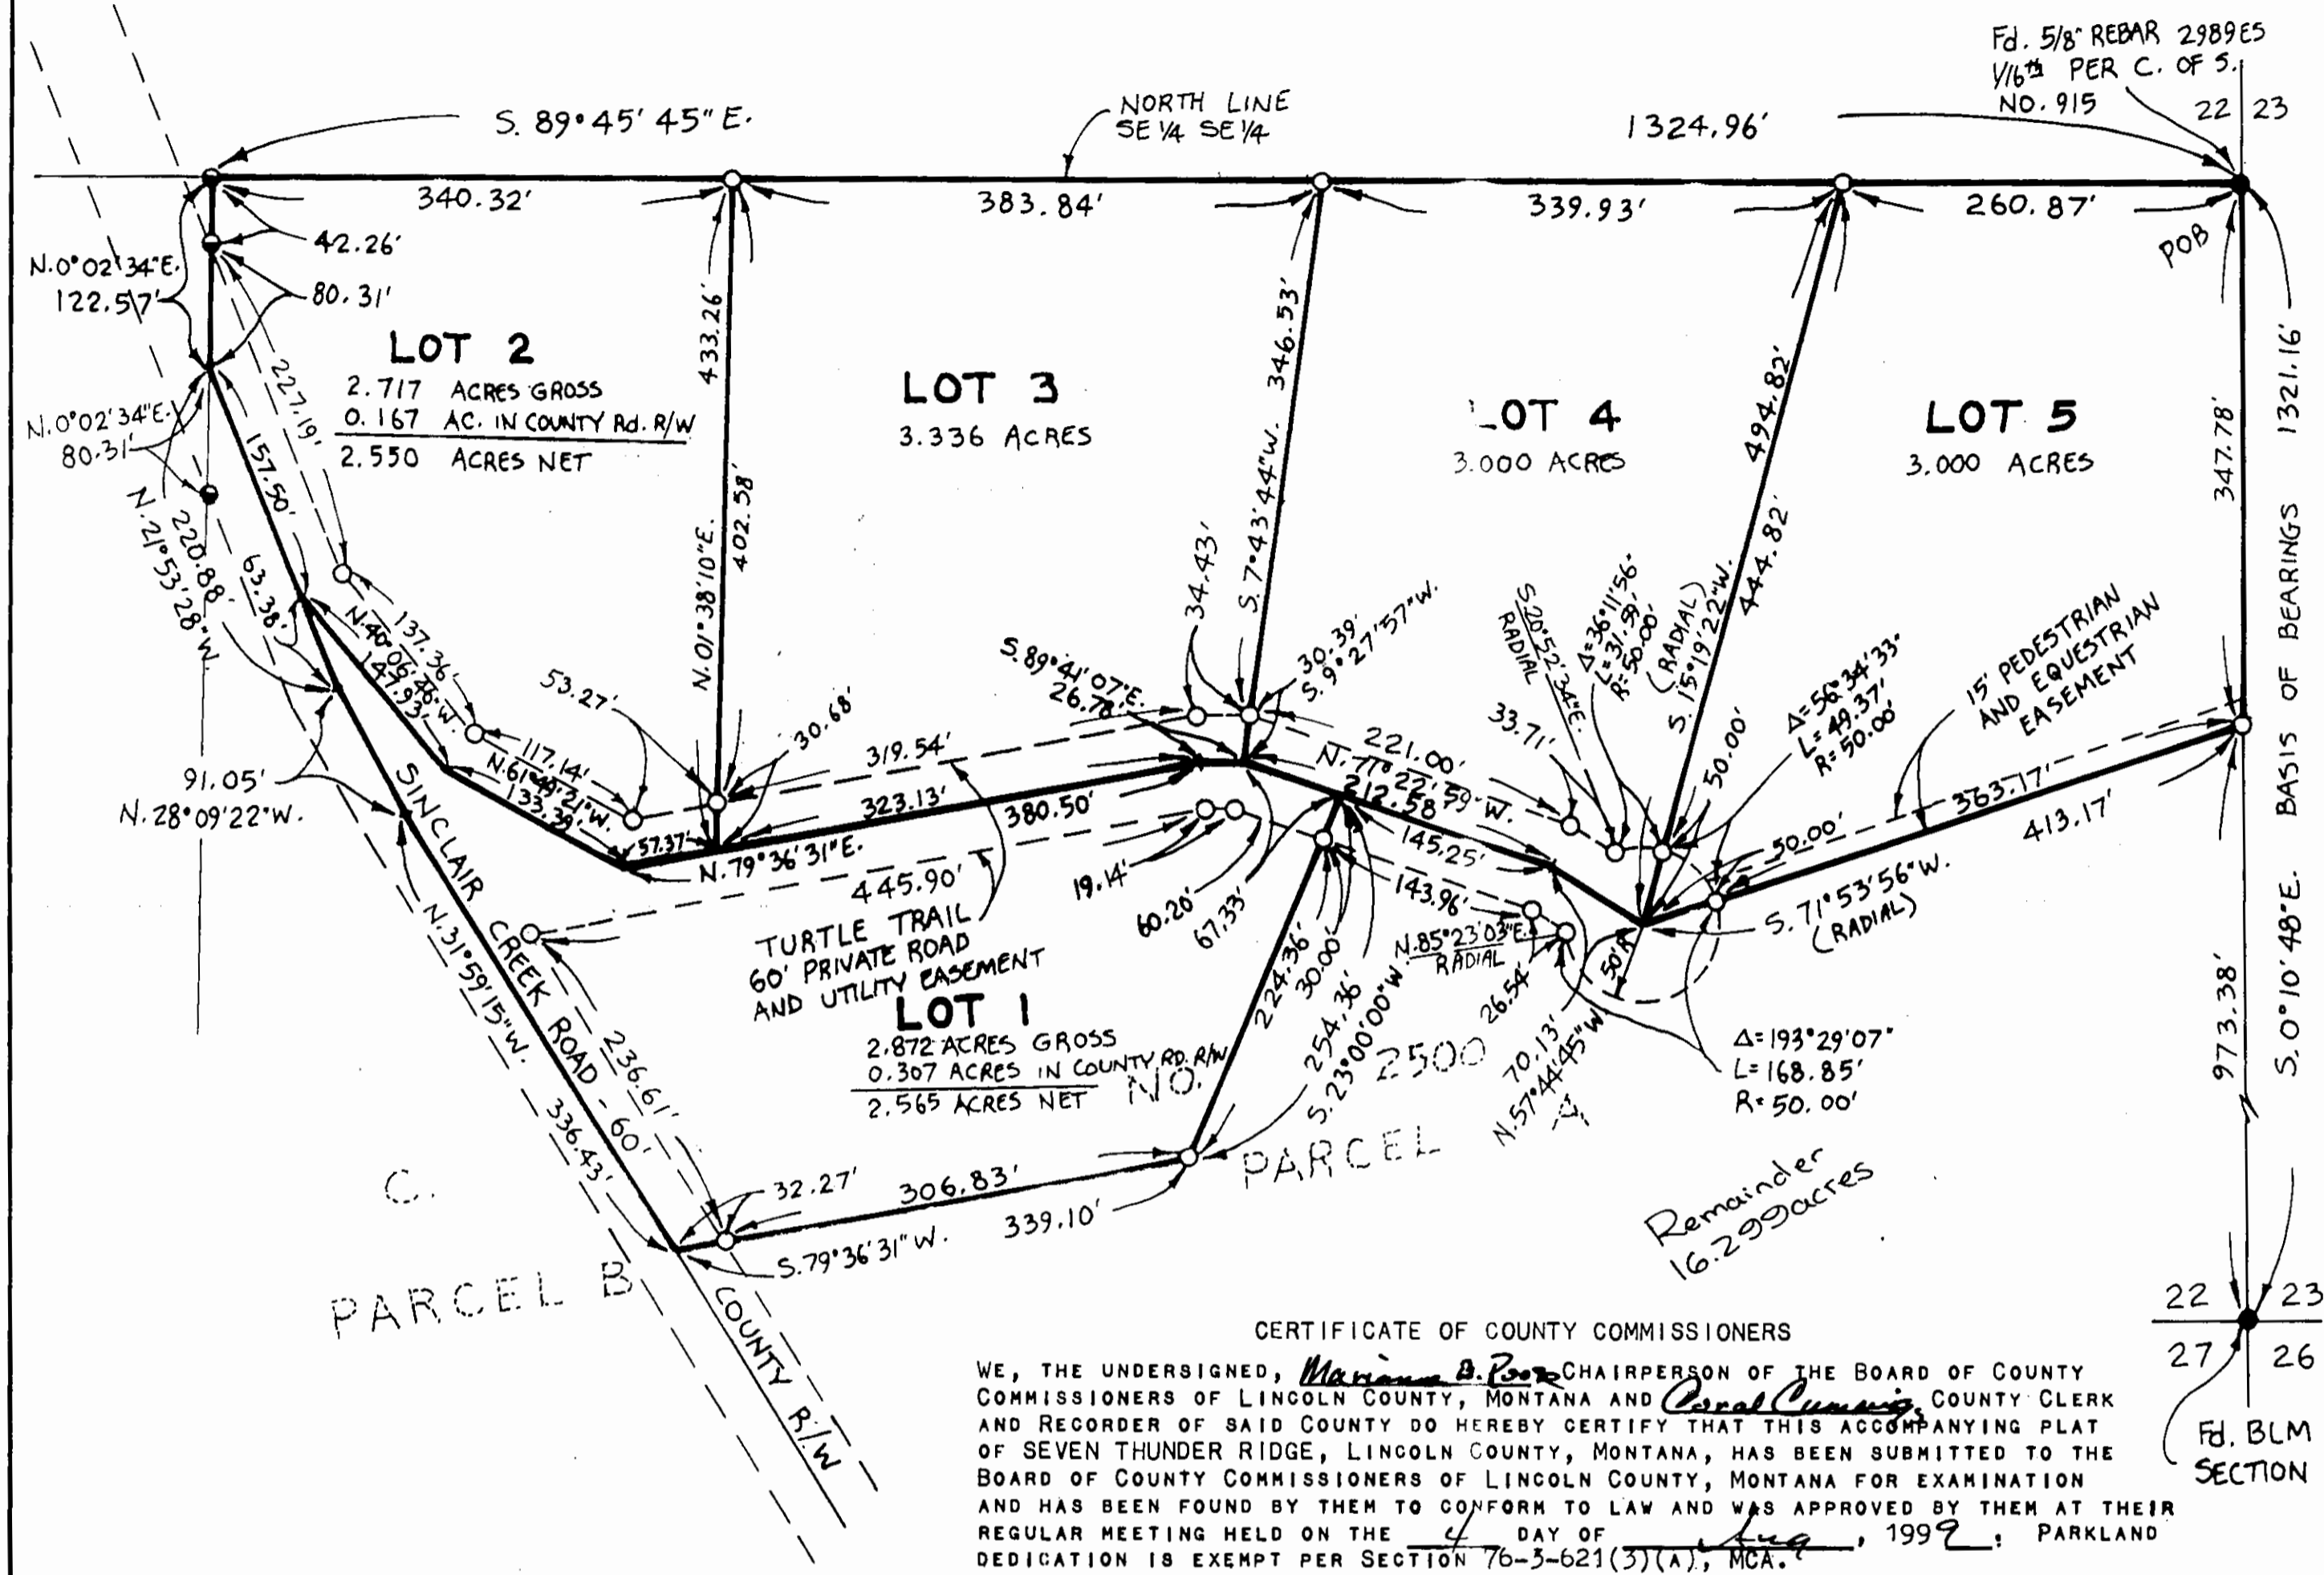 Fd. 5/8" REBAR 2989ES
1/16th PER C. OF S.
NO. 915
22 23
S. 89°45'45" E.
NORTH LINE
SE 1/4 SE 1/4
1324.96'
340.32'
383.84'
339.93'
260.87'
POB
42.26'
N.0°02'34"E.
122.57'
80.31'
227.19'
LOT 2
2.717 ACRES GROSS
0.167 AC. IN COUNTY Rd. R/W
2.550 ACRES NET
433.26'
402.58'
N.01°38'10"E.
LOT 3
3.336 ACRES
346.53'
S.7°43'44"W.
LOT 4
3.000 ACRES
494.82'
444.82'
S.15°19'22"W.
(RADIAL)
LOT 5
3.000 ACRES
347.78'
1321.16'
BASIS OF BEARINGS
S.0°10'48"E.
973.38'
N.0°02'34"E.
80.31'
157.50'
220.88'
N.21°53'28"W.
63.38'
137.36'
N.40°06'46"W.
147.93'
53.27'
117.14'
N.61°49'21"W.
133.39'
57.37'
30.68'
319.54'
323.13'
380.50'
N.79°36'31"E.
445.90'
34.43'
S.89°41'07"E.
26.78'
30.39'
S.9°27'57"W.
221.00'
N.71°22'59"W.
212.58'
145.25'
143.96'
33.71'
S.20°52'34"E.
RADIAL
Δ=36°11'56"
L=31.59'
R=50.00'
50.00'
Δ=56°34'33"
L=49.37'
R=50.00'
15' PEDESTRIAN
AND EQUESTRIAN
EASEMENT
363.17'
413.17'
50.00'
S.71°53'56"W.
(RADIAL)
91.05'
N.28°09'22"W.
SINCLAIR CREEK ROAD - 60'
N.31°59'15"W.
336.43'
236.61'
TURTLE TRAIL
60' PRIVATE ROAD
AND UTILITY EASEMENT
19.14'
60.20'
67.33'
LOT 1
2.872 ACRES GROSS
0.307 ACRES IN COUNTY RD. R/W
2.565 ACRES NET
224.36'
30.00'
254.36'
S.23°00'00"W.
N.85°23'03"E.
RADIAL
26.54'
50'R
70.13'
N.57°44'45"W.
Δ=193°29'07"
L=168.85'
R=50.00'
NO. 2500
PARCEL A
C.
PARCEL B
32.27'
306.83'
339.10'
S.79°36'31"W.
COUNTY R/W
Remainder
16.299 acres
22 23
27 26
Fd. BLM
SECTION
CERTIFICATE OF COUNTY COMMISSIONERS
WE, THE UNDERSIGNED, Marianne B. Roose CHAIRPERSON OF THE BOARD OF COUNTY
COMMISSIONERS OF LINCOLN COUNTY, MONTANA AND Coral Cummings, COUNTY CLERK
AND RECORDER OF SAID COUNTY DO HEREBY CERTIFY THAT THIS ACCOMPANYING PLAT
OF SEVEN THUNDER RIDGE, LINCOLN COUNTY, MONTANA, HAS BEEN SUBMITTED TO THE
BOARD OF COUNTY COMMISSIONERS OF LINCOLN COUNTY, MONTANA FOR EXAMINATION
AND HAS BEEN FOUND BY THEM TO CONFORM TO LAW AND WAS APPROVED BY THEM AT THEIR
REGULAR MEETING HELD ON THE 4 DAY OF Aug, 1999; PARKLAND
DEDICATION IS EXEMPT PER SECTION 76-3-621(3)(A), MCA.